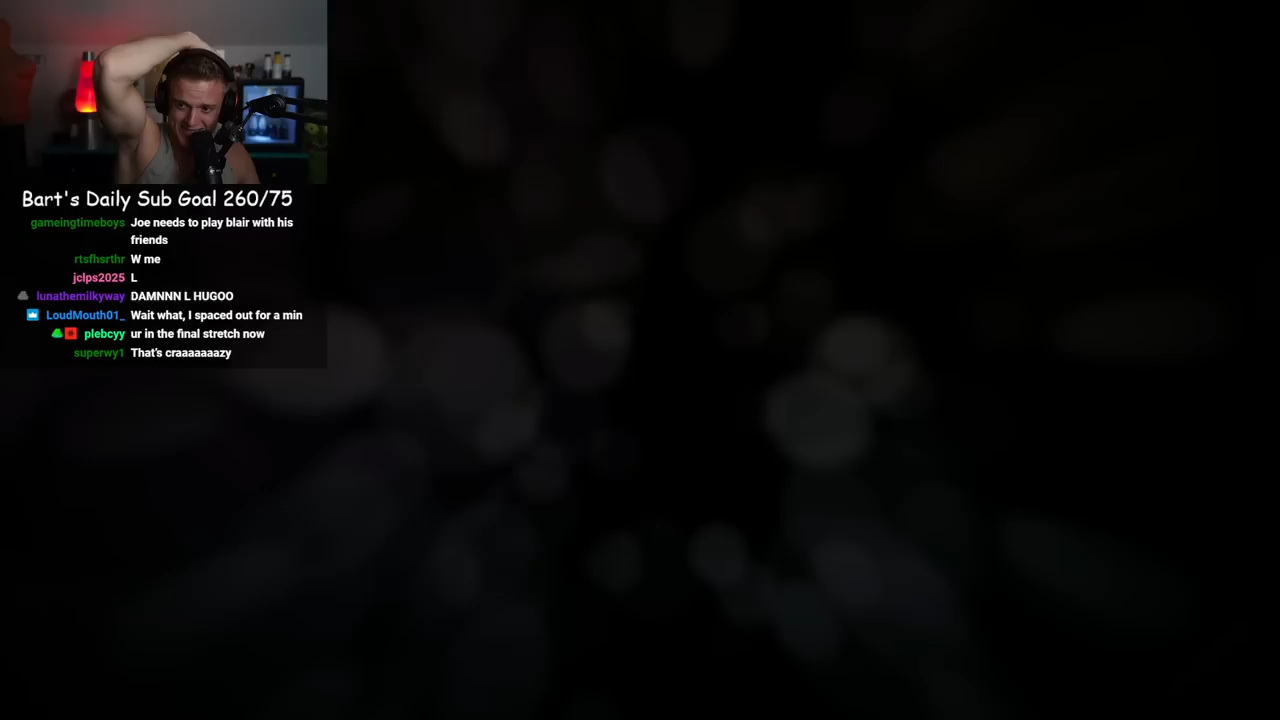 Bart's Daily Sub Goal 260/75
gameingtimeboys Joe needs to play blair with his
friends
rtsfhsrthr W me
jclps2025 L
lunathemilkyway DAMNNN L HUGOO
LoudMouth01_ Wait what, I spaced out for a min
plebcyy ur in the final stretch now
superwy1 That's craaaaaaazy